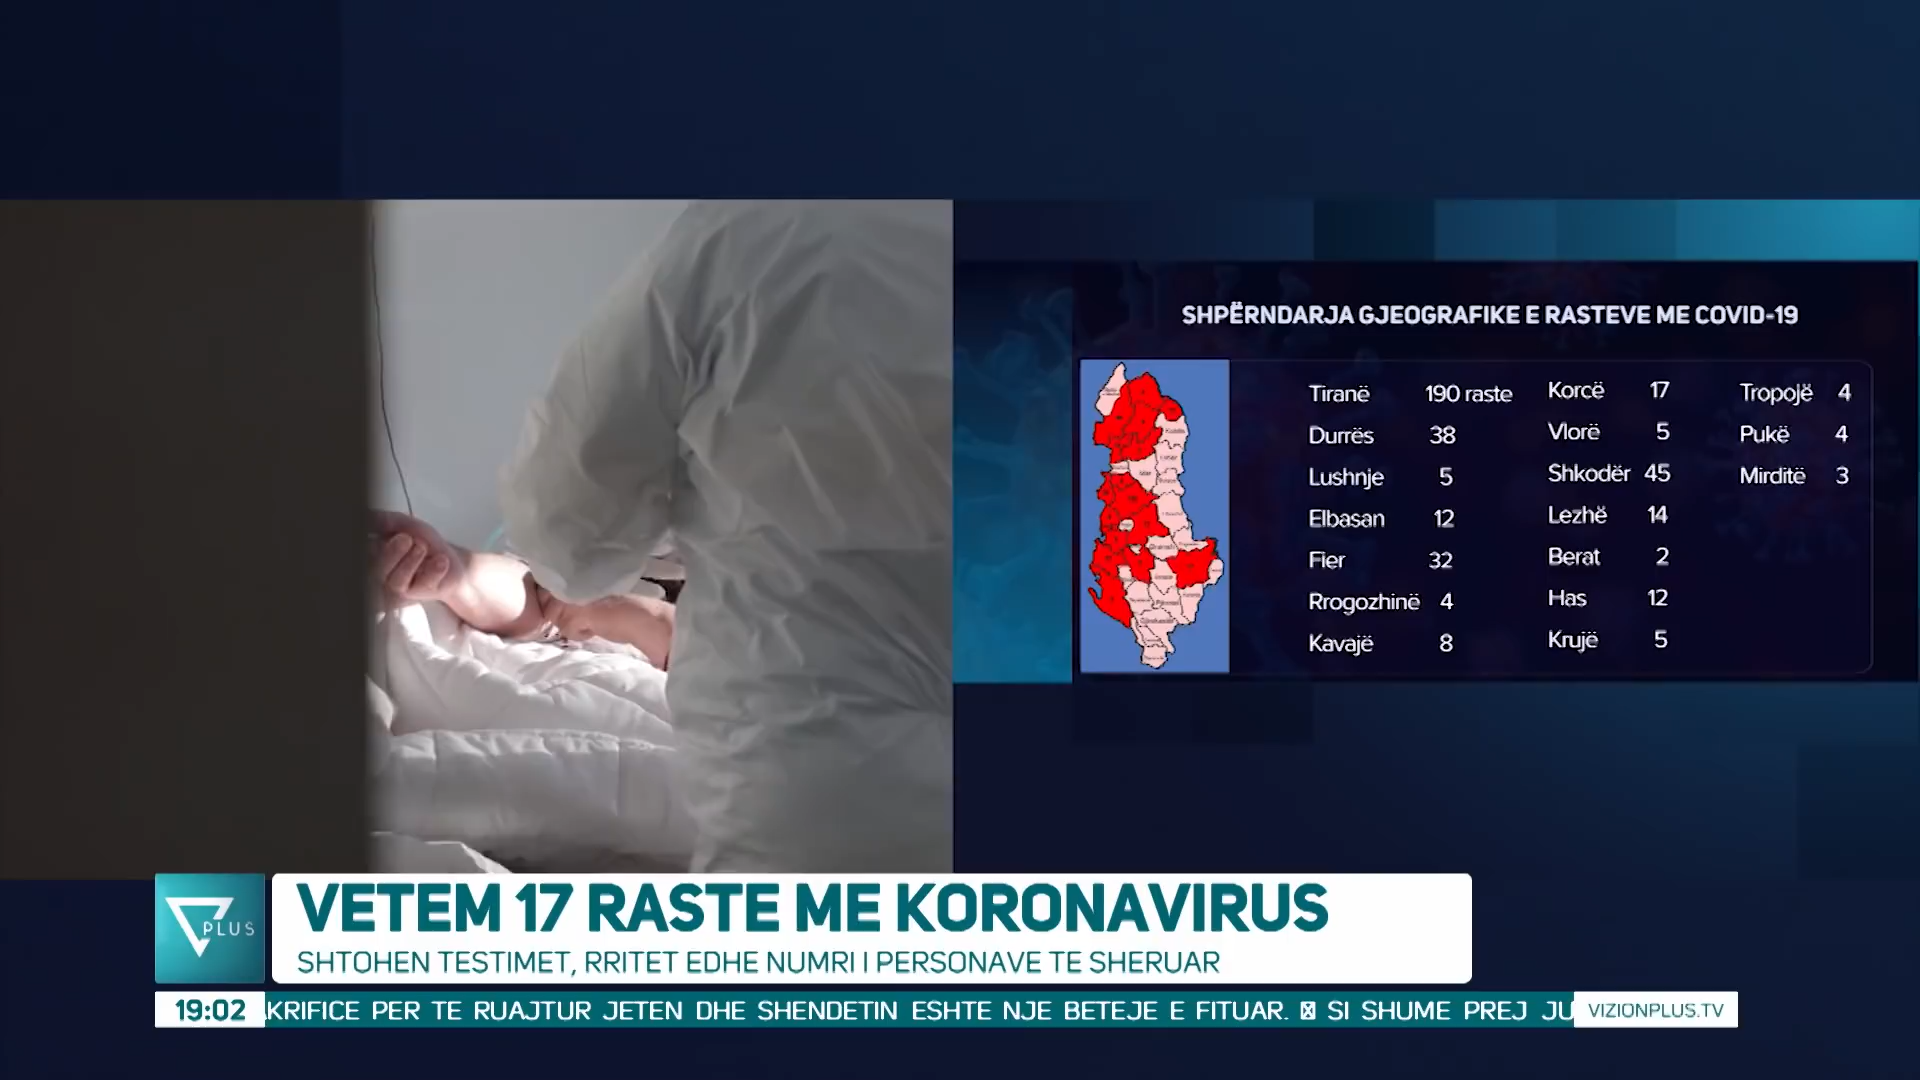 SHPËRNDARJA GJEOGRAFIKE E RASTEVE ME COVID-19
Tiranë 190 raste
Durrës 38
Lushnje 5
Elbasan 12
Fier 32
Rrogozhinë 4
Kavajë 8
Korcë 17
Vlorë 5
Shkodër 45
Lezhë 14
Berat 2
Has 12
Krujë 5
Tropojë 4
Pukë 4
Mirditë 3
PLUS
VETEM 17 RASTE ME KORONAVIRUS
SHTOHEN TESTIMET, RRITET EDHE NUMRI I PERSONAVE TE SHERUAR
19:02
KRIFICE PER TE RUAJTUR JETEN DHE SHENDETIN ESHTE NJE BETEJE E FITUAR. SI SHUME PREJ JU
VIZIONPLUS.TV